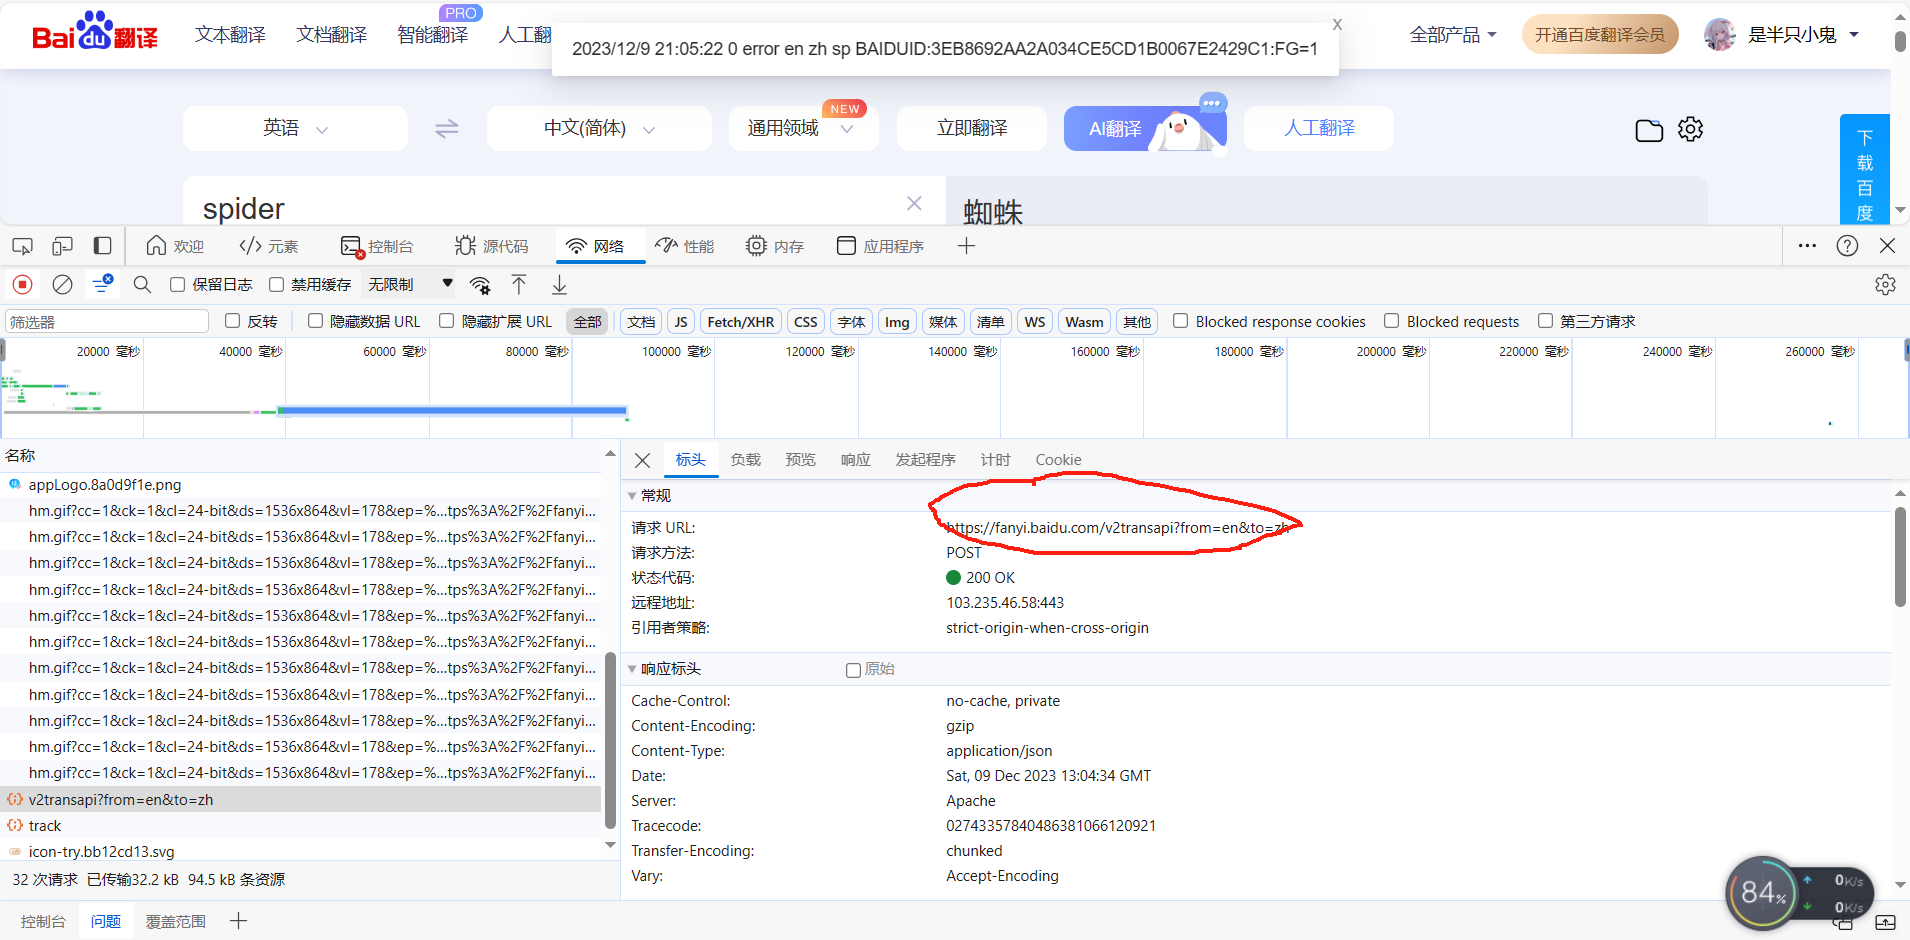 Bai du 翻译 文本翻译 文档翻译 智能翻译 PRO 人工翻 全部产品 开通百度翻译会员 是半只小鬼
2023/12/9 21:05:22 0 error en zh sp BAIDUID:3EB8692AA2A034CE5CD1B0067E2429C1:FG=1 X
英语 中文(简体) 通用领域 NEW 立即翻译 AI翻译 人工翻译
下载百度
spider 蜘蛛
欢迎 元素 控制台 源代码 网络 性能 内存 应用程序
保留日志 禁用缓存 无限制
筛选器 反转 隐藏数据 URL 隐藏扩展 URL 全部 文档 JS Fetch/XHR CSS 字体 Img 媒体 清单 WS Wasm 其他 Blocked response cookies Blocked requests 第三方请求
20000 毫秒 40000 毫秒 60000 毫秒 80000 毫秒 100000 毫秒 120000 毫秒 140000 毫秒 160000 毫秒 180000 毫秒 200000 毫秒 220000 毫秒 240000 毫秒 260000 毫秒
名称
appLogo.8a0d9f1e.png
hm.gif?cc=1&ck=1&cl=24-bit&ds=1536x864&vl=178&ep=%...tps%3A%2F%2Ffanyi...
hm.gif?cc=1&ck=1&cl=24-bit&ds=1536x864&vl=178&ep=%...tps%3A%2F%2Ffanyi...
hm.gif?cc=1&ck=1&cl=24-bit&ds=1536x864&vl=178&ep=%...tps%3A%2F%2Ffanyi...
hm.gif?cc=1&ck=1&cl=24-bit&ds=1536x864&vl=178&ep=%...tps%3A%2F%2Ffanyi...
hm.gif?cc=1&ck=1&cl=24-bit&ds=1536x864&vl=178&ep=%...tps%3A%2F%2Ffanyi...
hm.gif?cc=1&ck=1&cl=24-bit&ds=1536x864&vl=178&ep=%...tps%3A%2F%2Ffanyi...
hm.gif?cc=1&ck=1&cl=24-bit&ds=1536x864&vl=178&ep=%...tps%3A%2F%2Ffanyi...
hm.gif?cc=1&ck=1&cl=24-bit&ds=1536x864&vl=178&ep=%...tps%3A%2F%2Ffanyi...
hm.gif?cc=1&ck=1&cl=24-bit&ds=1536x864&vl=178&ep=%...tps%3A%2F%2Ffanyi...
hm.gif?cc=1&ck=1&cl=24-bit&ds=1536x864&vl=178&ep=%...tps%3A%2F%2Ffanyi...
hm.gif?cc=1&ck=1&cl=24-bit&ds=1536x864&vl=178&ep=%...tps%3A%2F%2Ffanyi...
v2transapi?from=en&to=zh
track
icon-try.bb12cd13.svg
32 次请求 已传输32.2 kB 94.5 kB 条资源
标头 负载 预览 响应 发起程序 计时 Cookie
常规
请求 URL: https://fanyi.baidu.com/v2transapi?from=en&to=zh
请求方法: POST
状态代码: 200 OK
远程地址: 103.235.46.58:443
引用者策略: strict-origin-when-cross-origin
响应标头 原始
Cache-Control: no-cache, private
Content-Encoding: gzip
Content-Type: application/json
Date: Sat, 09 Dec 2023 13:04:34 GMT
Server: Apache
Tracecode: 02743357840486381066120921
Transfer-Encoding: chunked
Vary: Accept-Encoding
84% 0K/s
0K/s
控制台 问题 覆盖范围